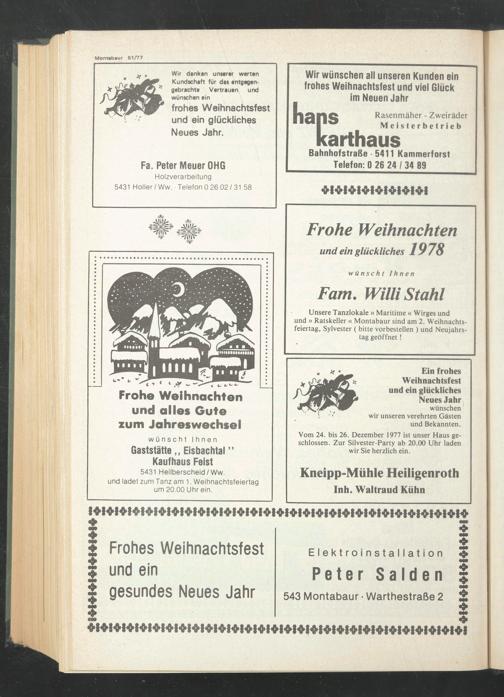 Montabaur 51/77
Wir danken unserer werten
Kundschaft für das entgegen-
gebrachte Vertrauen und
wünschen ein
frohes Weihnachtsfest
und ein glückliches
Neues Jahr.
Fa. Peter Meuer OHG
Holzverarbeitung
5431 Holler / Ww. Telefon 0 26 02 / 31 58
Frohe Weihnachten
und alles Gute
zum Jahreswechsel
wünscht Ihnen
Gaststätte ,, Eisbachtal ''
Kaufhaus Feist
5431 Heilberscheid / Ww.
und ladet zum Tanz am 1. Weihnachtsfeiertag
um 20.00 Uhr ein.
Wir wünschen all unseren Kunden ein
frohes Weihnachtsfest und viel Glück
im Neuen Jahr
hans
karthaus
Rasenmäher - Zweiräder
Meisterbetrieb
Bahnhofstraße · 5411 Kammerforst
Telefon: 0 26 24 / 34 89
Frohe Weihnachten
und ein glückliches 1978
wünscht Ihnen
Fam. Willi Stahl
Unsere Tanzlokale » Maritime « Wirges und
und » Ratskeller « Montabaur sind am 2. Weihnachts-
feiertag, Sylvester ( bitte vorbestellen ) und Neujahrs-
tag geöffnet !
Ein frohes
Weihnachtsfest
und ein glückliches
Neues Jahr
wünschen
wir unseren verehrten Gästen
und Bekannten.
Vom 24. bis 26. Dezember 1977 ist unser Haus ge-
schlossen. Zur Silvester-Party ab 20.00 Uhr laden
wir Sie herzlich ein.
Kneipp-Mühle Heiligenroth
Inh. Waltraud Kühn
Frohes Weihnachtsfest
und ein
gesundes Neues Jahr
Elektroinstallation
Peter Salden
543 Montabaur · Warthestraße 2